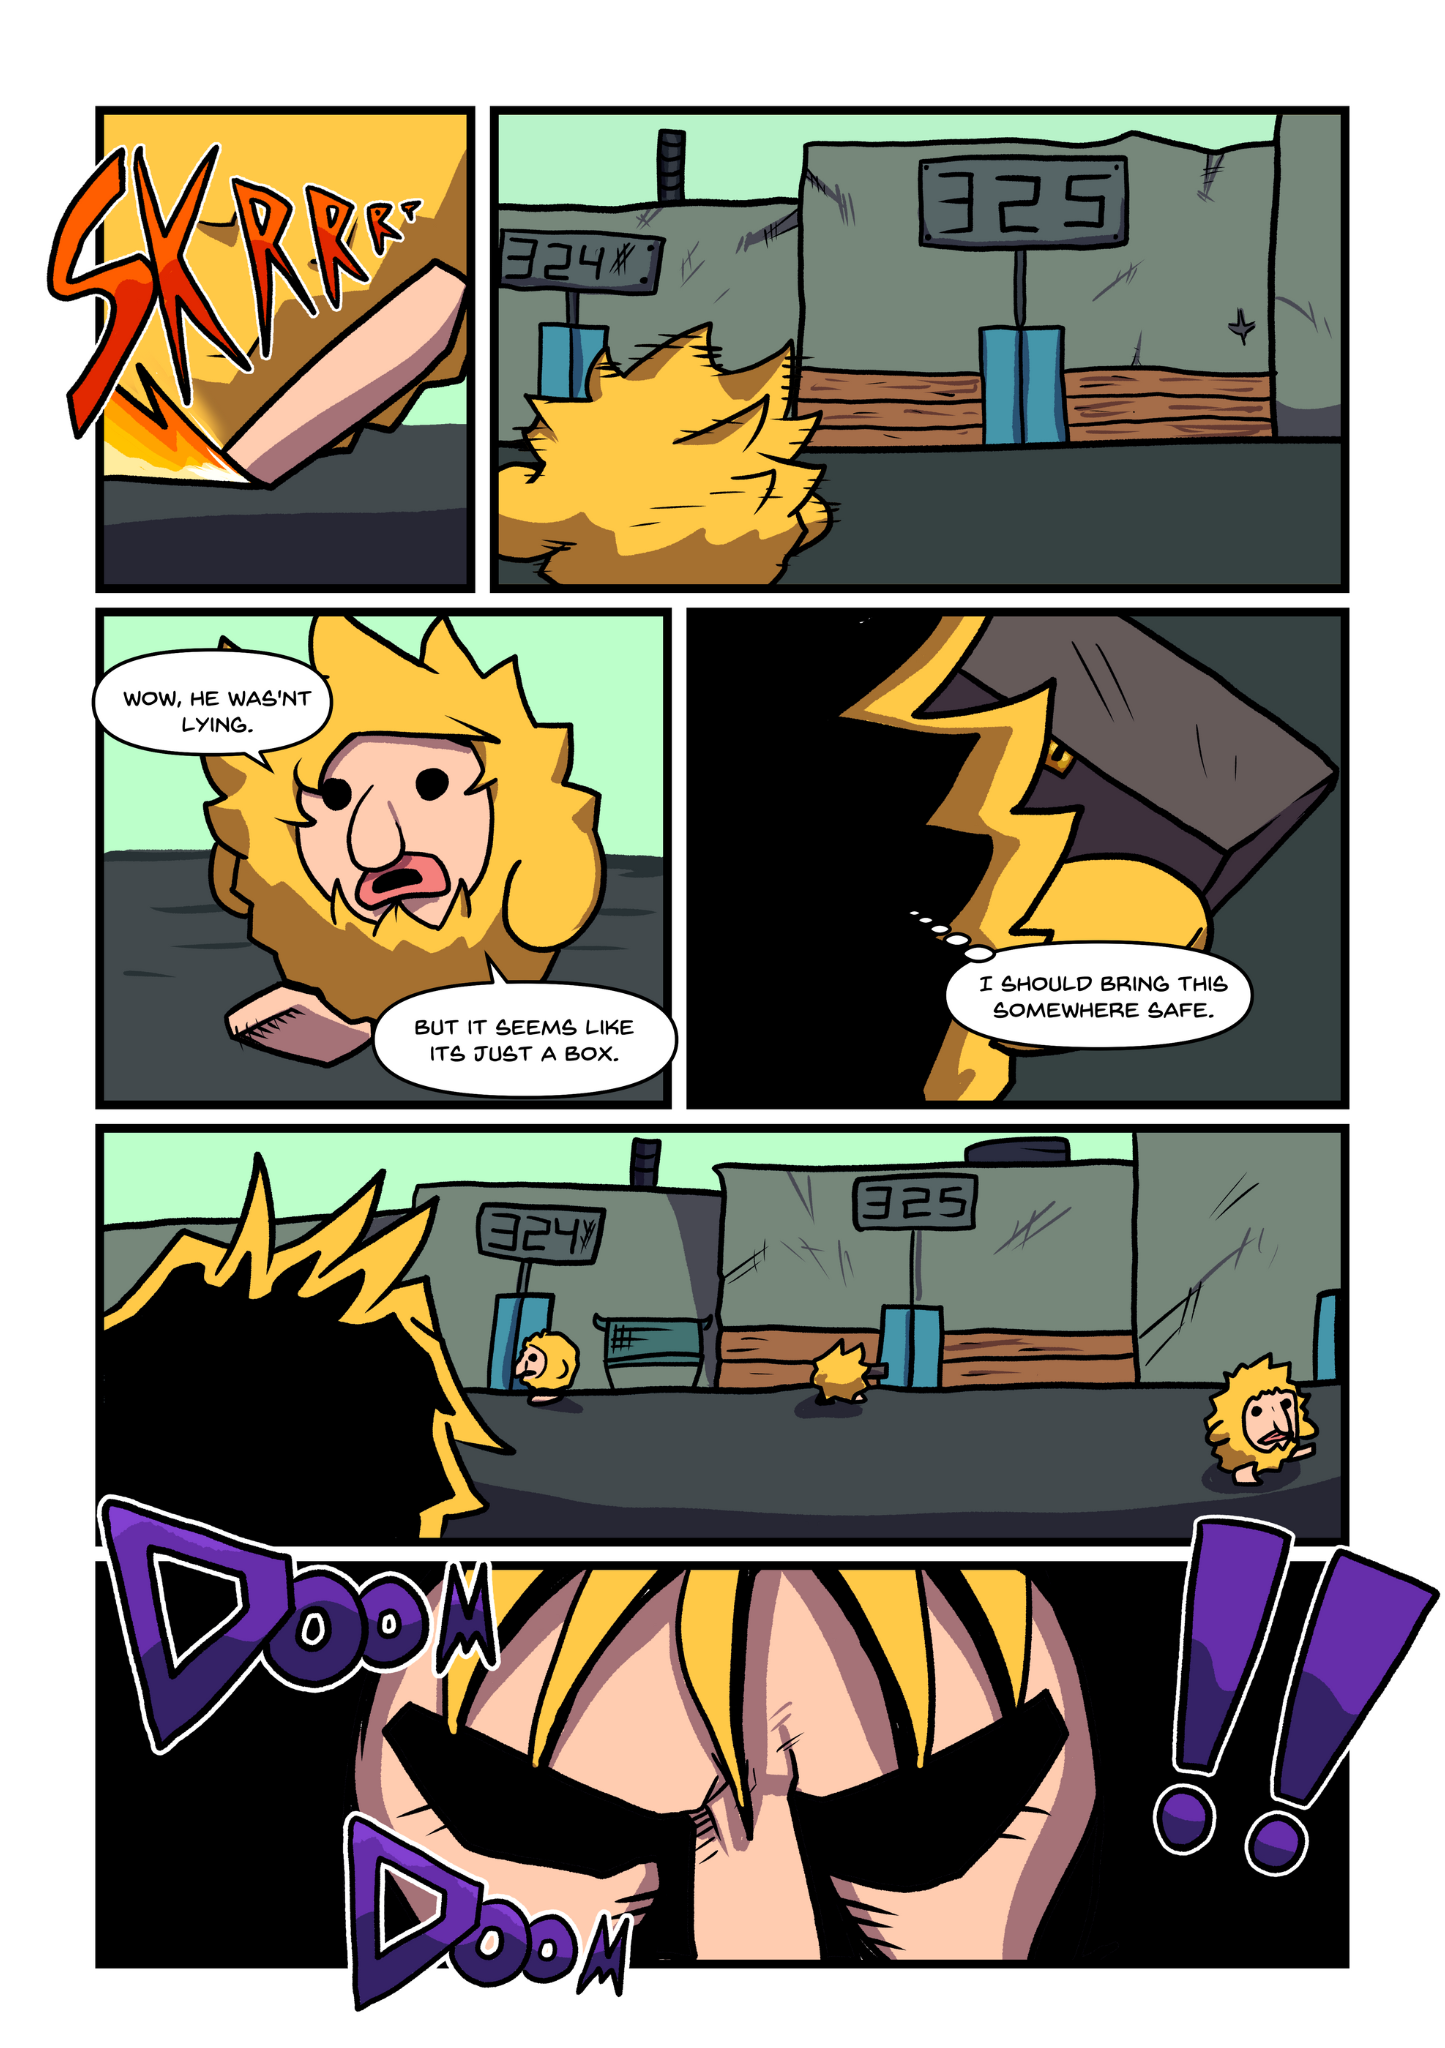 SKRRRT
324
325
WOW, HE WAS'NT
LYING.
BUT IT SEEMS LIKE
ITS JUST A BOX.
I SHOULD BRING THIS
SOMEWHERE SAFE.
324
325
DOOM
!!
DOOM